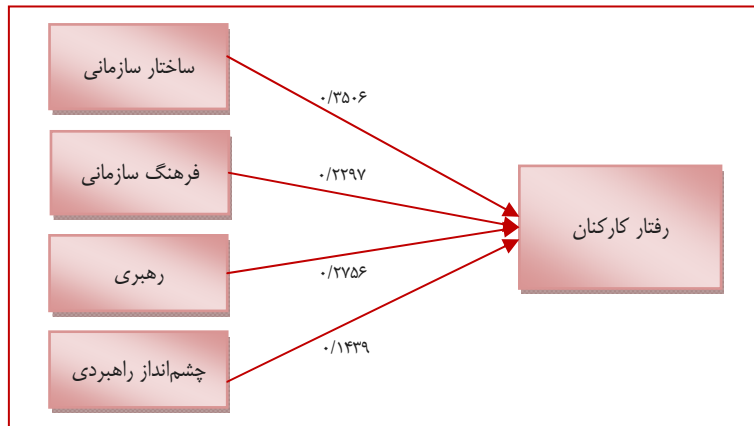 ساختار سازمانی
۰/۳۵۰۶
فرهنگ سازمانی
۰/۲۲۹۷
رفتار کارکنان
رهبری
۰/۲۷۵۶
۰/۱۴۳۹
چشم‌انداز راهبردی